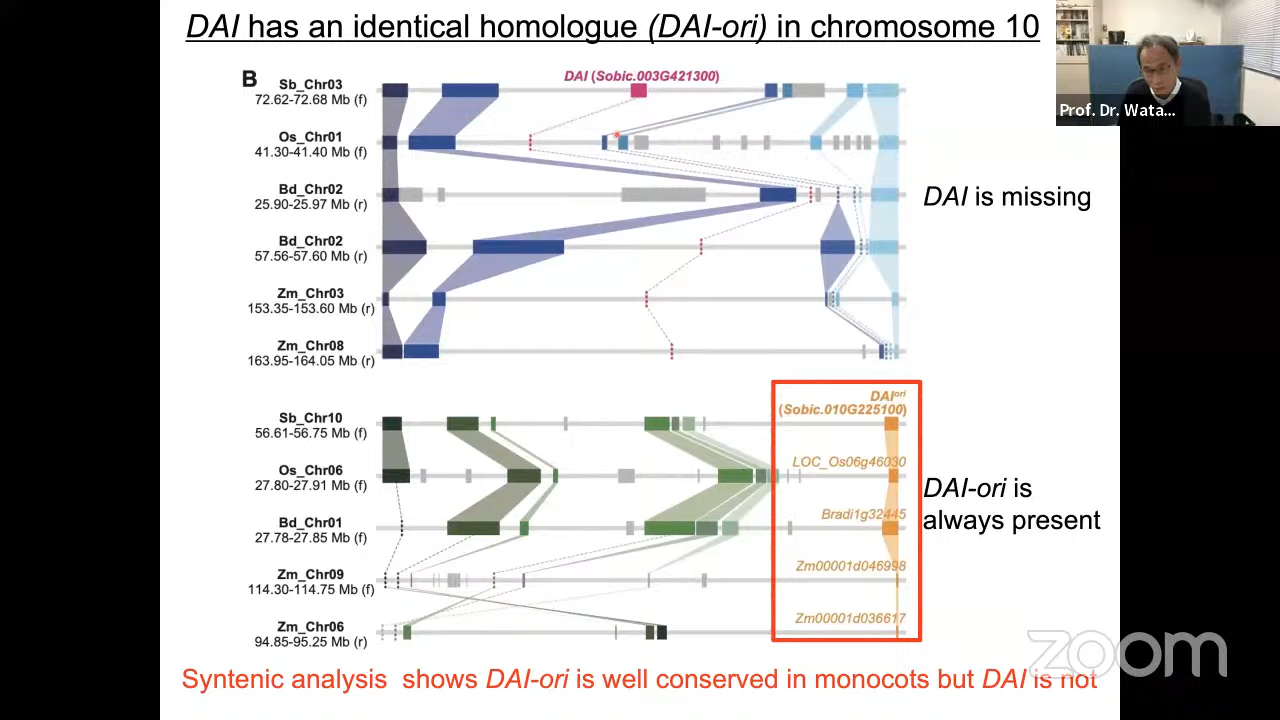 DAI has an identical homologue (DAI-ori) in chromosome 10
Prof. Dr. Wata...
B
DAI (Sobic.003G421300)
Sb_Chr03
72.62-72.68 Mb (f)
Os_Chr01
41.30-41.40 Mb (f)
Bd_Chr02
25.90-25.97 Mb (r)
DAI is missing
Bd_Chr02
57.56-57.60 Mb (r)
Zm_Chr03
153.35-153.60 Mb (r)
Zm_Chr08
163.95-164.05 Mb (r)
DAIori
(Sobic.010G225100)
Sb_Chr10
56.61-56.75 Mb (f)
Os_Chr06
27.80-27.91 Mb (f)
LOC_Os06g46030
DAI-ori is
always present
Bd_Chr01
27.78-27.85 Mb (f)
Bradi1g32445
Zm_Chr09
114.30-114.75 Mb (f)
Zm00001d046998
Zm_Chr06
94.85-95.25 Mb (r)
Zm00001d036617
zoom
Syntenic analysis shows DAI-ori is well conserved in monocots but DAI is not